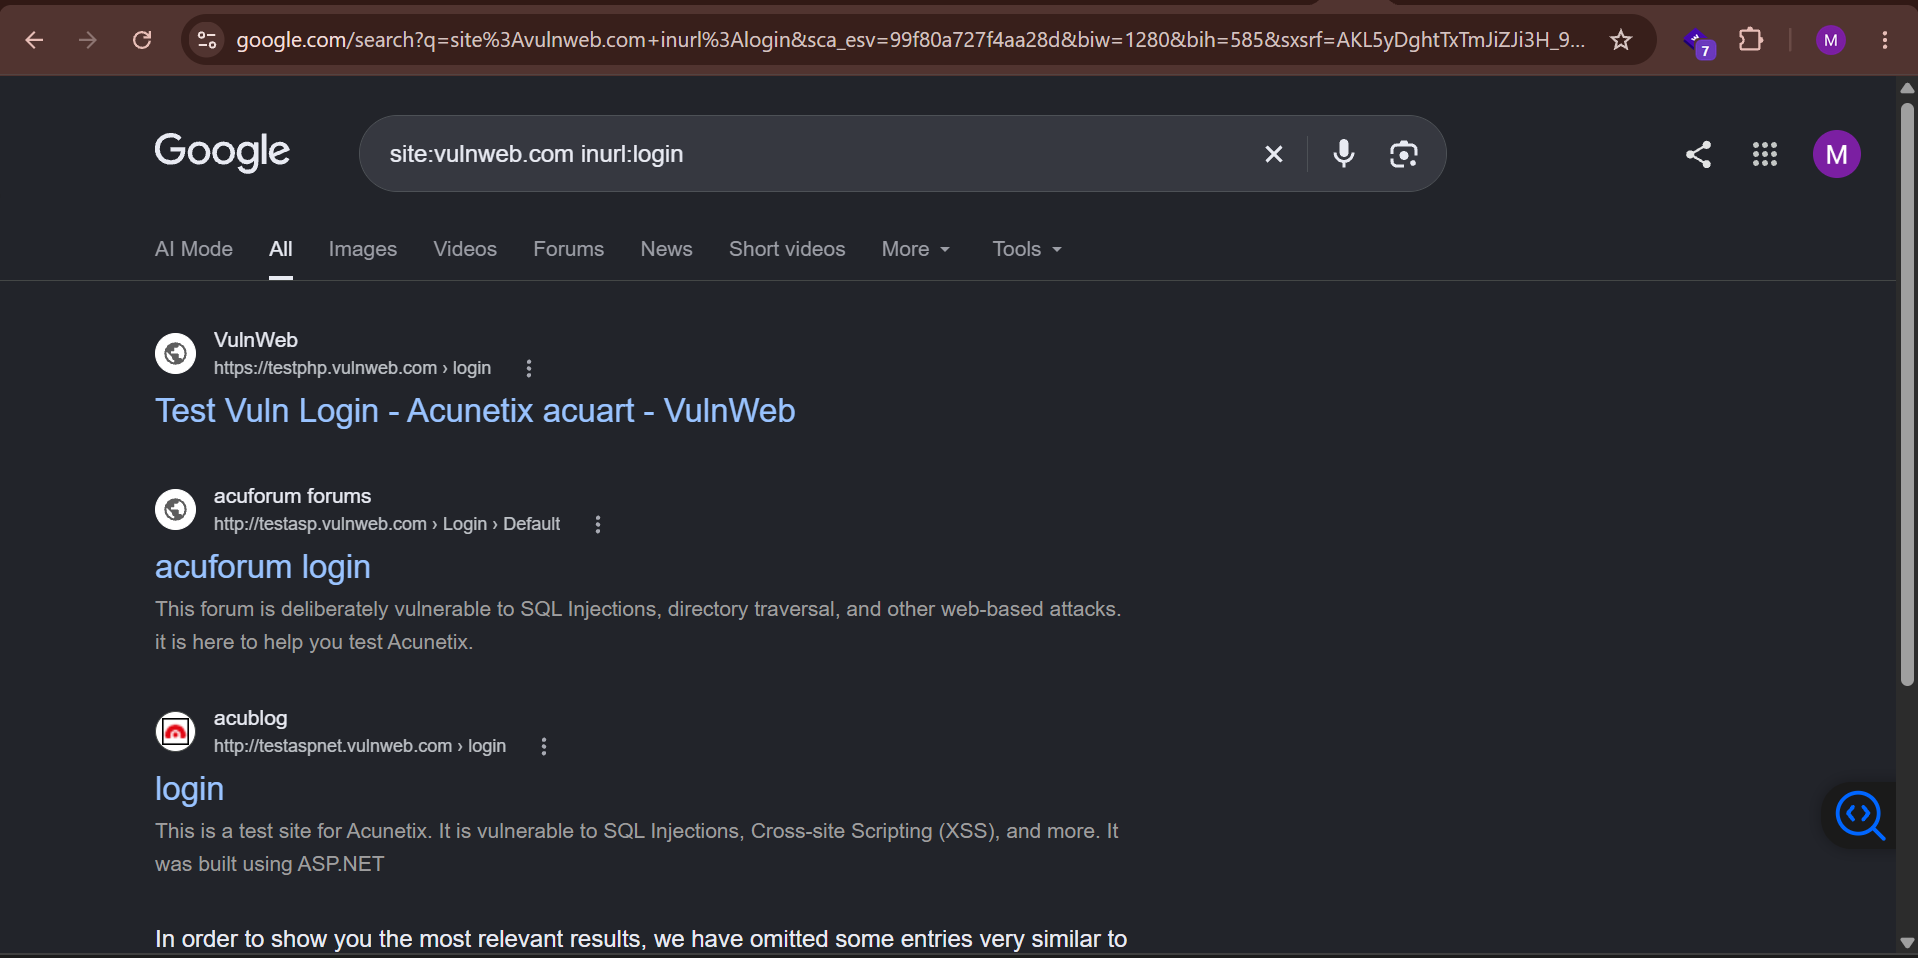 google.com/search?q=site%3Avulnweb.com+inurl%3Alogin&sca_esv=99f80a727f4aa28d&biw=1280&bih=585&sxsrf=AKL5yDghtTxTmJiZJi3H_9...
7
M
Google
site:vulnweb.com inurl:login
M
AI Mode All Images Videos Forums News Short videos More Tools
VulnWeb
https://testphp.vulnweb.com › login
Test Vuln Login - Acunetix acuart - VulnWeb
acuforum forums
http://testasp.vulnweb.com › Login › Default
acuforum login
This forum is deliberately vulnerable to SQL Injections, directory traversal, and other web-based attacks.
it is here to help you test Acunetix.
acublog
http://testaspnet.vulnweb.com › login
login
This is a test site for Acunetix. It is vulnerable to SQL Injections, Cross-site Scripting (XSS), and more. It
was built using ASP.NET
In order to show you the most relevant results, we have omitted some entries very similar to